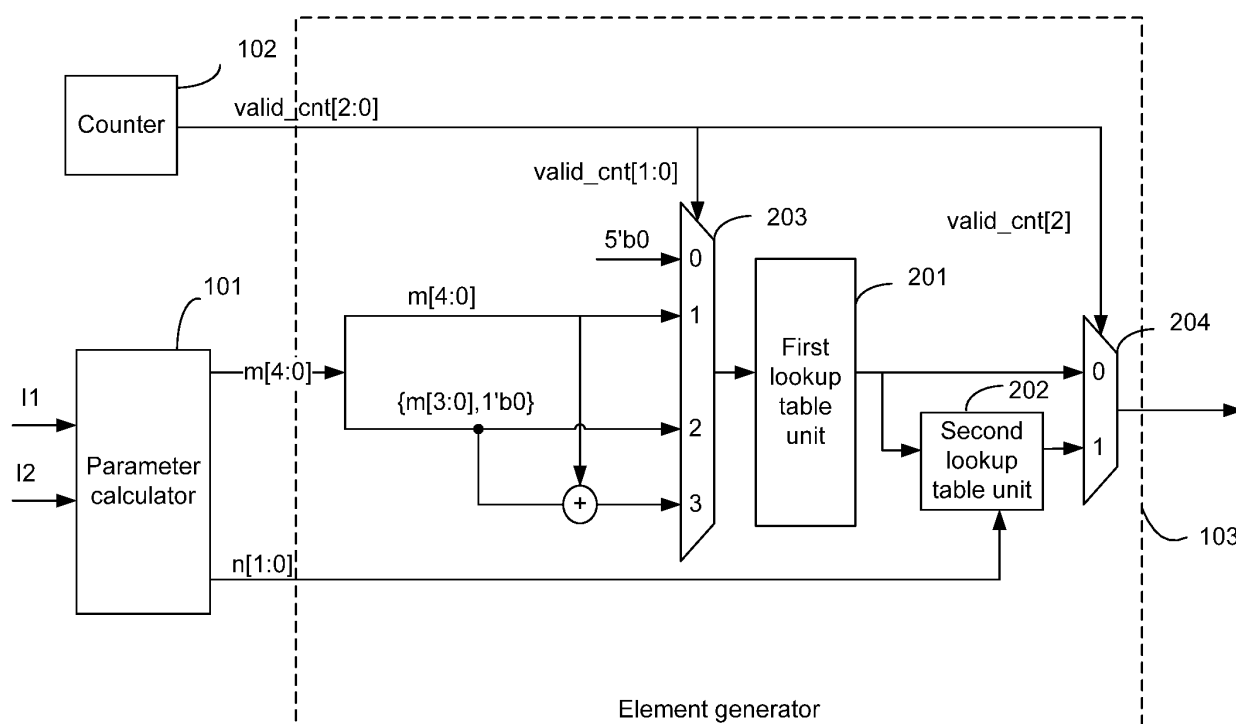 102
Counter
valid_cnt[2:0]
valid_cnt[1:0]
203
valid_cnt[2]
5'b0
0
101
m[4:0]
1
201
204
m[4:0]
First
lookup
table
unit
0
I1
{m[3:0],1'b0}
2
202
I2
Parameter
calculator
Second
lookup
table unit
1
+
3
103
n[1:0]
Element generator